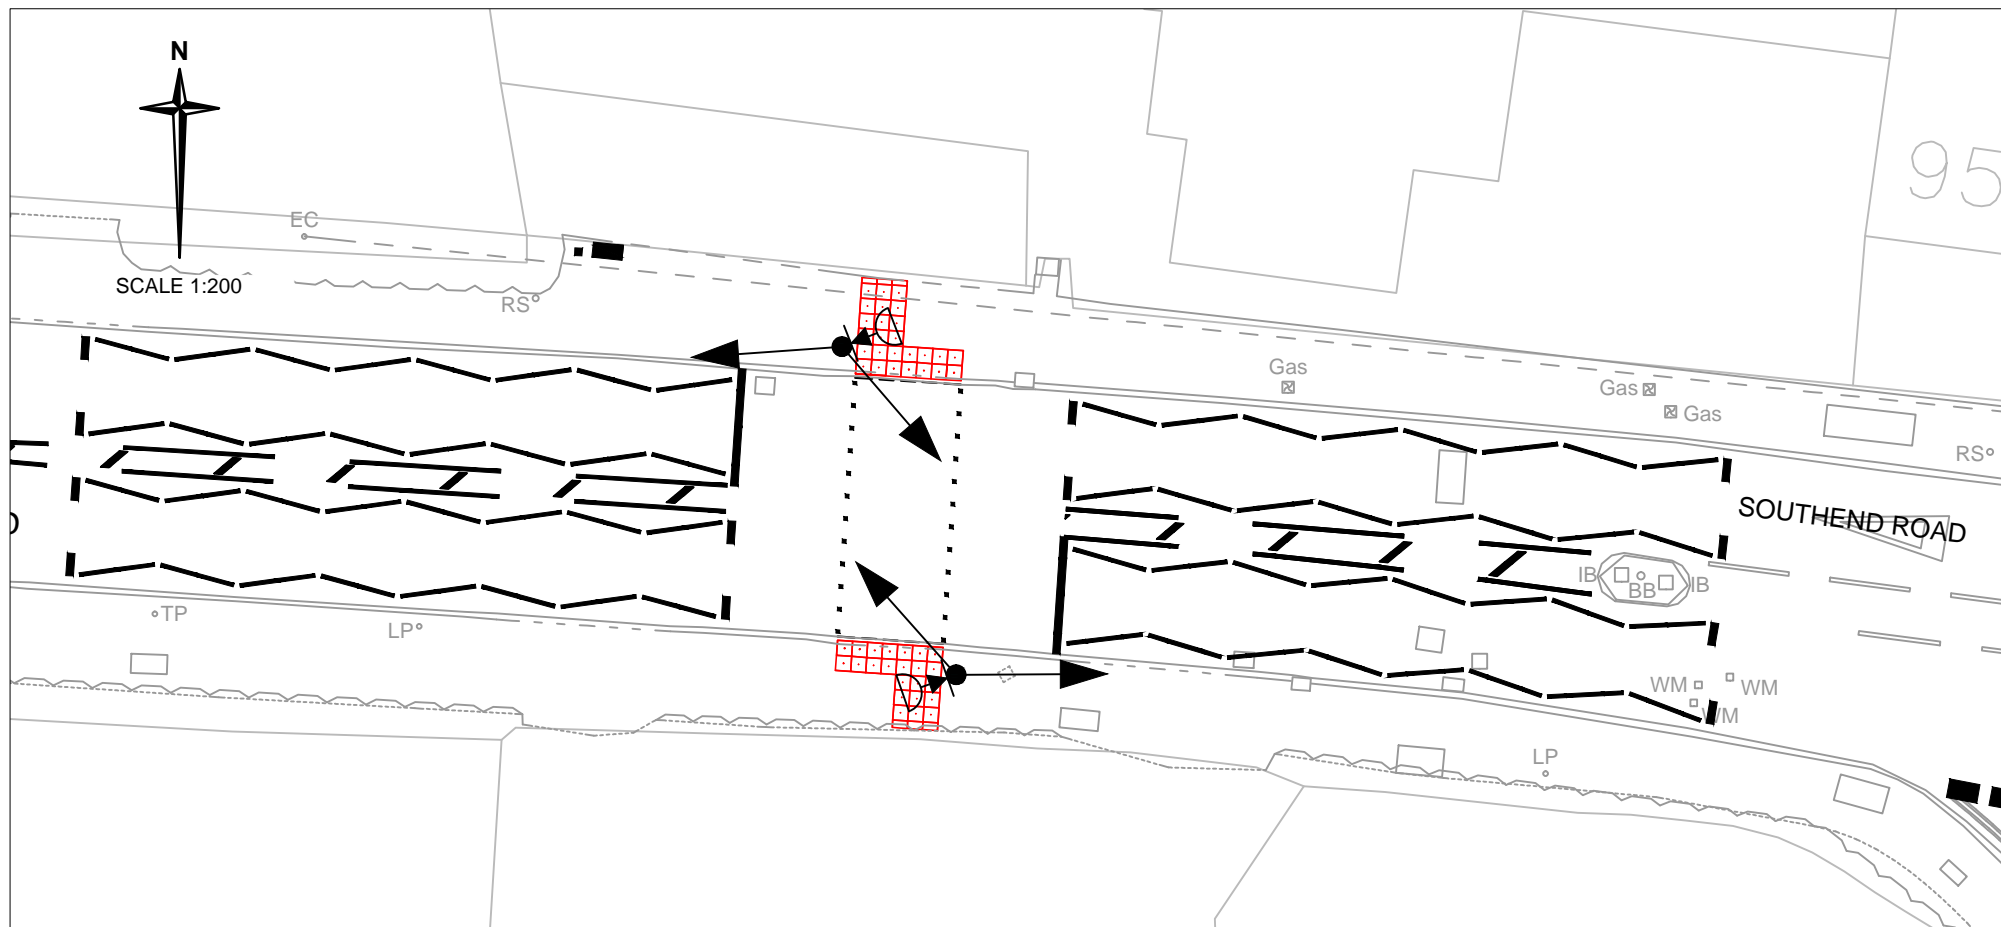 N
95
EC
SCALE 1:200
RS
Gas
Gas
Gas
RS
SOUTHEND ROAD
IB
BB
IB
TP
LP
WM
WM
WM
LP